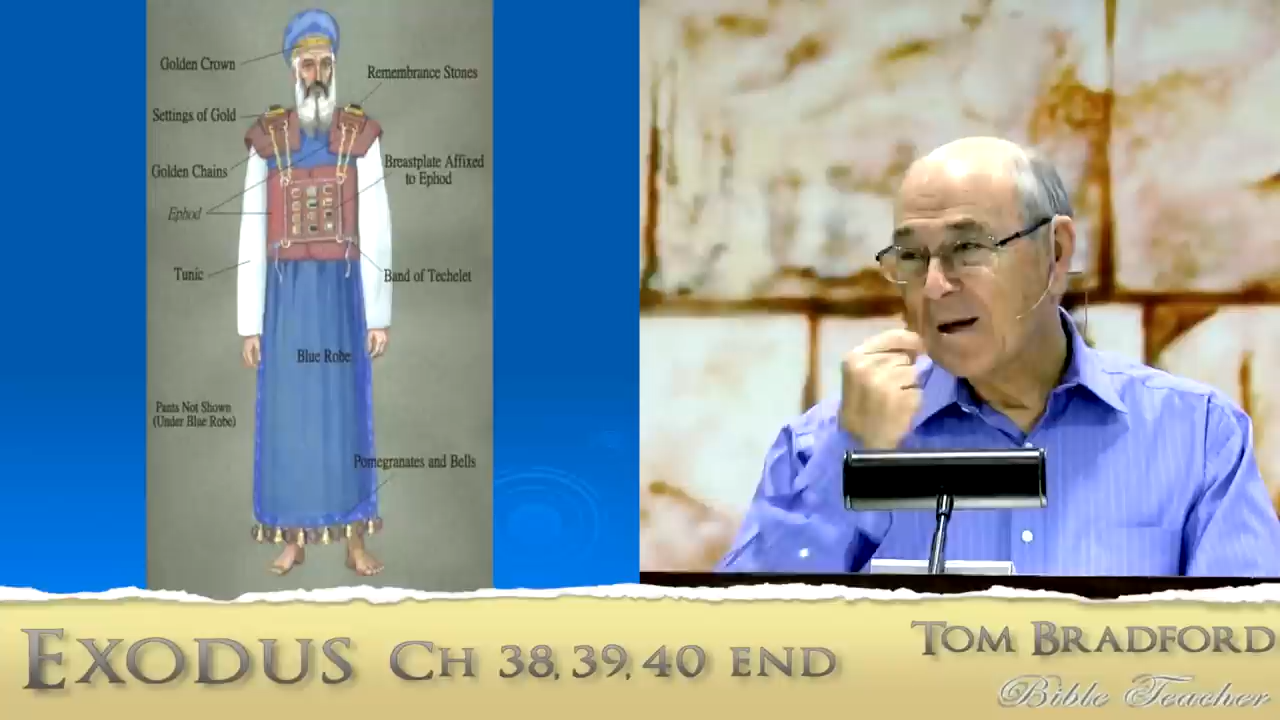 Golden Crown
Remembrance Stones
Settings of Gold
Golden Chains
Breastplate Affixed
to Ephod
Ephod
Tunic
Band of Techelet
Blue Robe
Pants Not Shown
(Under Blue Robe)
Pomegranates and Bells
EXODUS CH 38, 39, 40 END
TOM BRADFORD
Bible Teacher